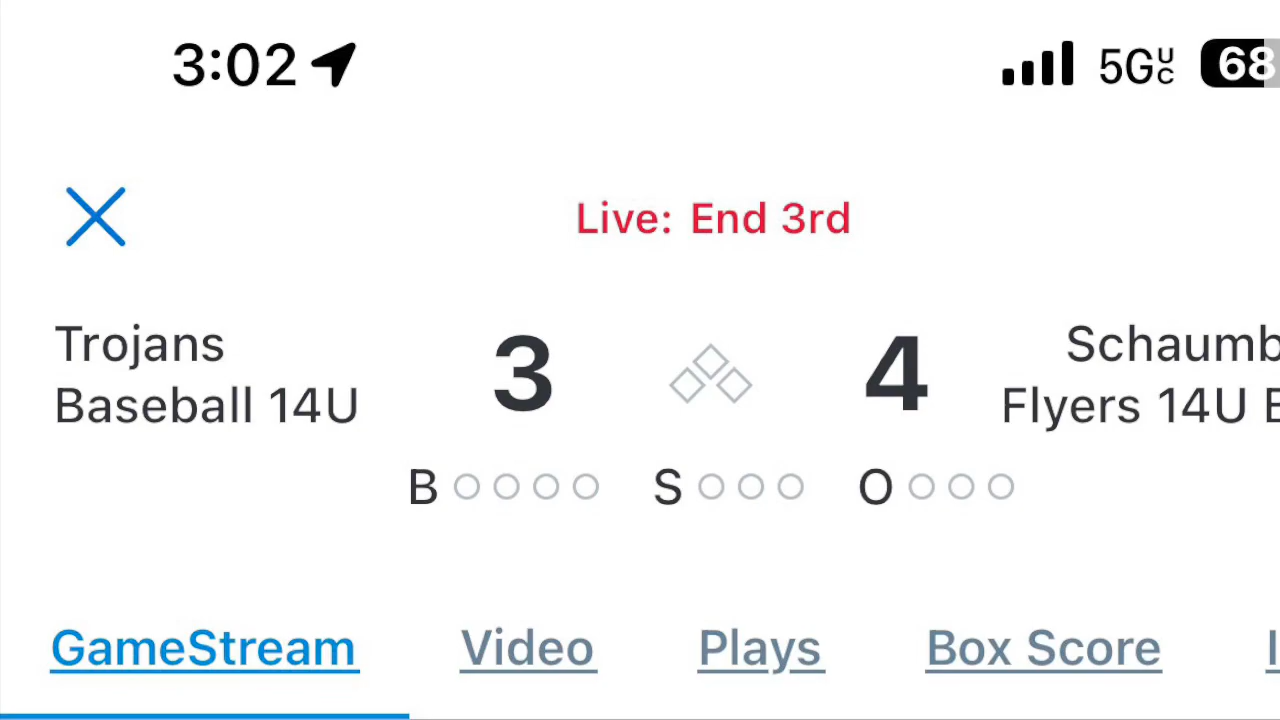 3:02 5G UC 68
Live: End 3rd
Trojans 3 4 Schaumb
Baseball 14U Flyers 14U E
B S O
GameStream Video Plays Box Score